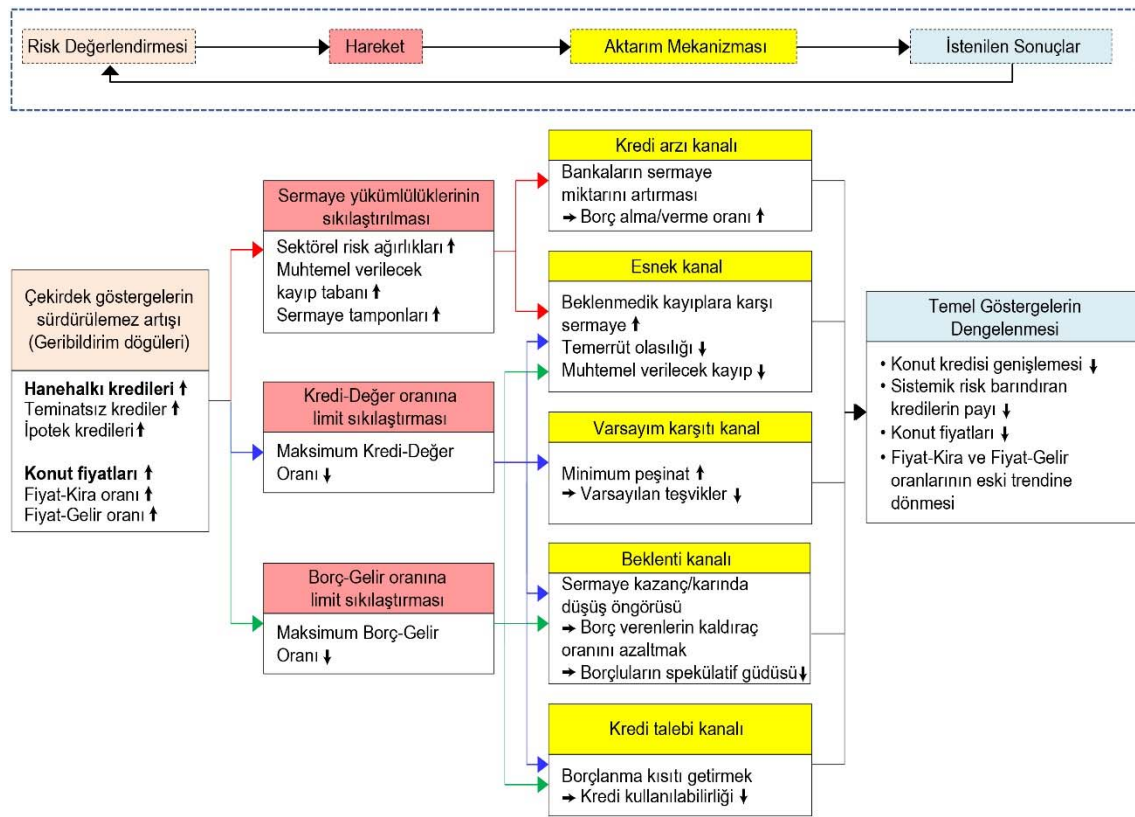 Risk Değerlendirmesi
Hareket
Aktarım Mekanizması
İstenilen Sonuçlar
Çekirdek göstergelerin
sürdürülemez artışı
(Geribildirim dögüleri)
Hanehalkı kredileri ↑
Teminatsız krediler ↑
İpotek kredileri ↑
Konut fiyatları ↑
Fiyat-Kira oranı ↑
Fiyat-Gelir oranı ↑
Sermaye yükümlülüklerinin
sıkılaştırılması
Sektörel risk ağırlıkları ↑
Muhtemel verilecek
kayıp tabanı ↑
Sermaye tamponları ↑
Kredi-Değer oranına
limit sıkılaştırması
Maksimum Kredi-Değer
Oranı ↓
Borç-Gelir oranına
limit sıkılaştırması
Maksimum Borç-Gelir
Oranı ↓
Kredi arzı kanalı
Bankaların sermaye
miktarını artırması
→ Borç alma/verme oranı ↑
Esnek kanal
Beklenmedik kayıplara karşı
sermaye ↑
Temerrüt olasılığı ↓
Muhtemel verilecek kayıp ↓
Varsayım karşıtı kanal
Minimum peşinat ↑
→ Varsayılan teşvikler ↓
Beklenti kanalı
Sermaye kazanç/karında
düşüş öngörüsü
→ Borç verenlerin kaldıraç
oranını azaltmak
→ Borçluların spekülatif güdüsü ↓
Kredi talebi kanalı
Borçlanma kısıtı getirmek
→ Kredi kullanılabilirliği ↓
Temel Göstergelerin
Dengelenmesi
• Konut kredisi genişlemesi ↓
• Sistemik risk barındıran
kredilerin payı ↓
• Konut fiyatları ↓
• Fiyat-Kira ve Fiyat-Gelir
oranlarının eski trendine
dönmesi